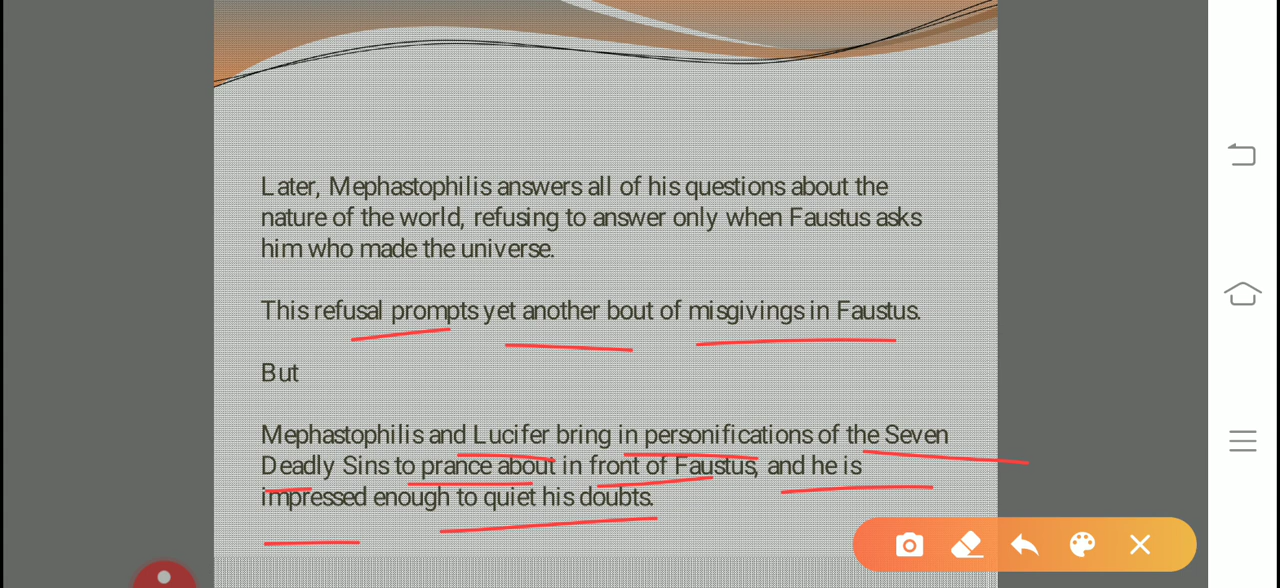 Later, Mephastophilis answers all of his questions about the
nature of the world, refusing to answer only when Faustus asks
him who made the universe.
This refusal prompts yet another bout of misgivings in Faustus.
But
Mephastophilis and Lucifer bring in personifications of the Seven
Deadly Sins to prance about in front of Faustus, and he is
impressed enough to quiet his doubts.